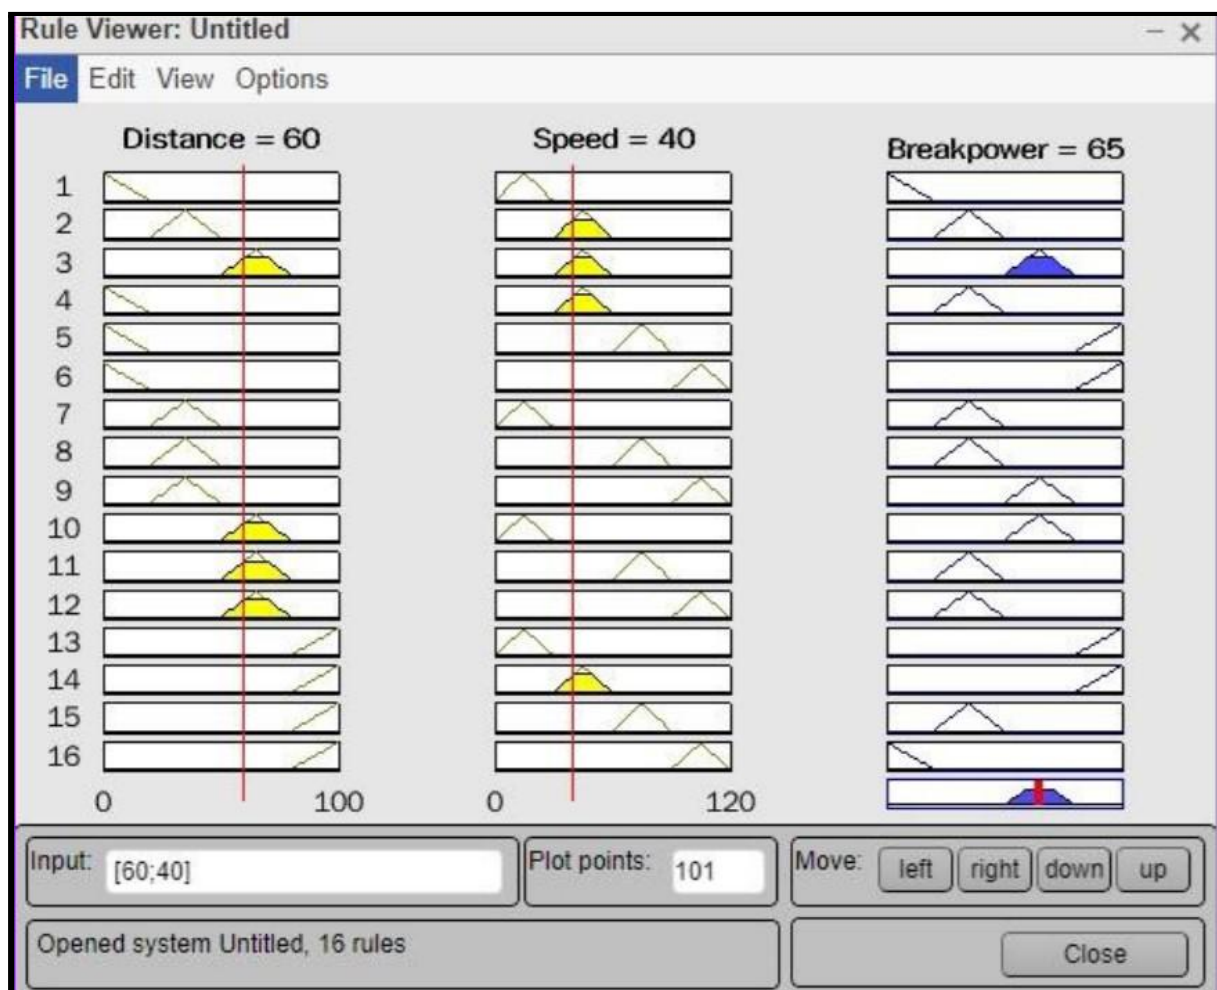 Rule Viewer: Untitled
File Edit View Options
Distance = 60 Speed = 40 Breakpower = 65
1
2
3
4
5
6
7
8
9
10
11
12
13
14
15
16
0 100 0 120
Input: [60;40] Plot points: 101 Move: left right down up
Opened system Untitled, 16 rules Close